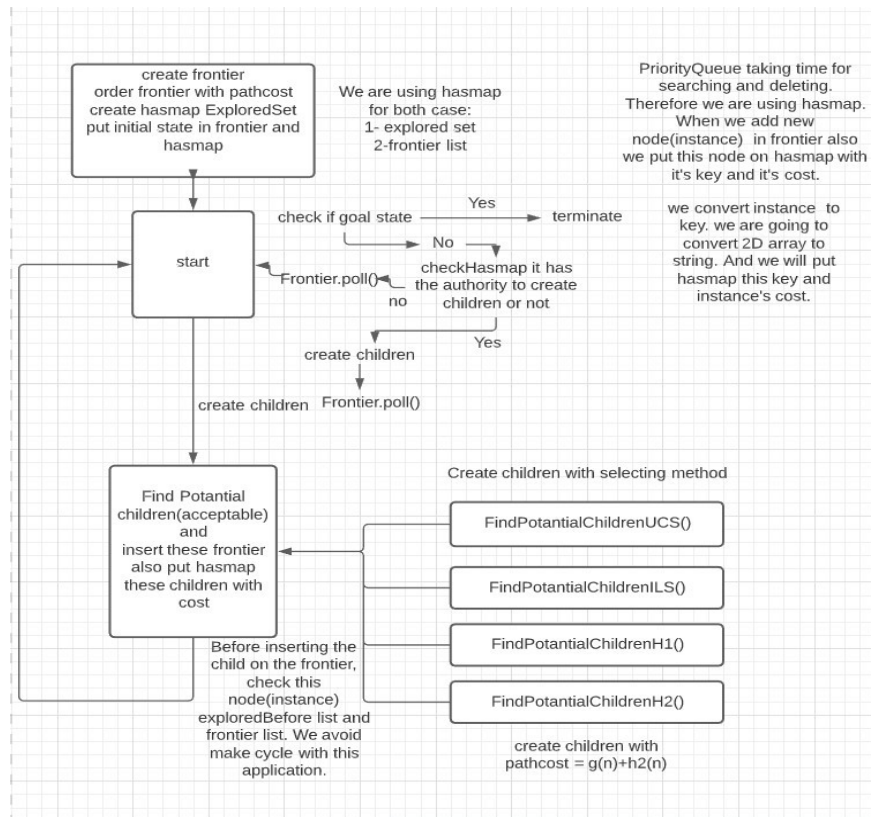 create frontier
order frontier with pathcost
create hasmap ExploredSet
put initial state in frontier and
hasmap
We are using hasmap
for both case:
1- explored set
2-frontier list
PriorityQueue taking time for
searching and deleting.
Therefore we are using hasmap.
When we add new
node(instance) in frontier also
we put this node on hasmap with
it's key and it's cost.
we convert instance to
key. we are going to
convert 2D array to
string. And we will put
hasmap this key and
instance's cost.
start
check if goal state
Yes
terminate
No
checkHasmap it has
the authority to create
children or not
Frontier.poll()
no
Yes
create children
Frontier.poll()
create children
Find Potantial
children(acceptable)
and
insert these frontier
also put hasmap
these children with
cost
Before inserting the
child on the frontier,
check this
node(instance)
exploredBefore list and
frontier list. We avoid
make cycle with this
application.
Create children with selecting method
FindPotantialChildrenUCS()
FindPotantialChildrenILS()
FindPotantialChildrenH1()
FindPotantialChildrenH2()
create children with
pathcost = g(n)+h2(n)